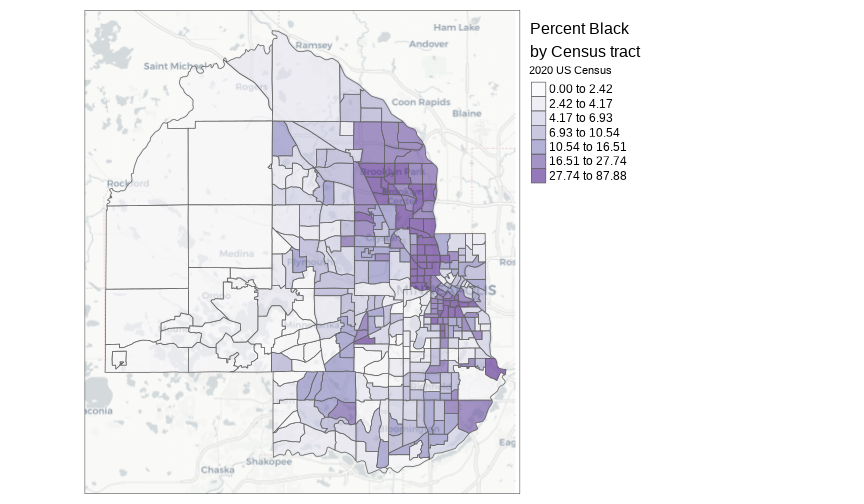 Ham Lake
Ramsey
Andover
Saint Michael
Rogers
Coon Rapids
Blaine
Brooklyn Park
Rockford
Brooklyn
Center
Medina
Plymouth
Orono
Bloomington
Chaska
Shakopee
Percent Black
by Census tract
2020 US Census
0.00 to 2.42
2.42 to 4.17
4.17 to 6.93
6.93 to 10.54
10.54 to 16.51
16.51 to 27.74
27.74 to 87.88